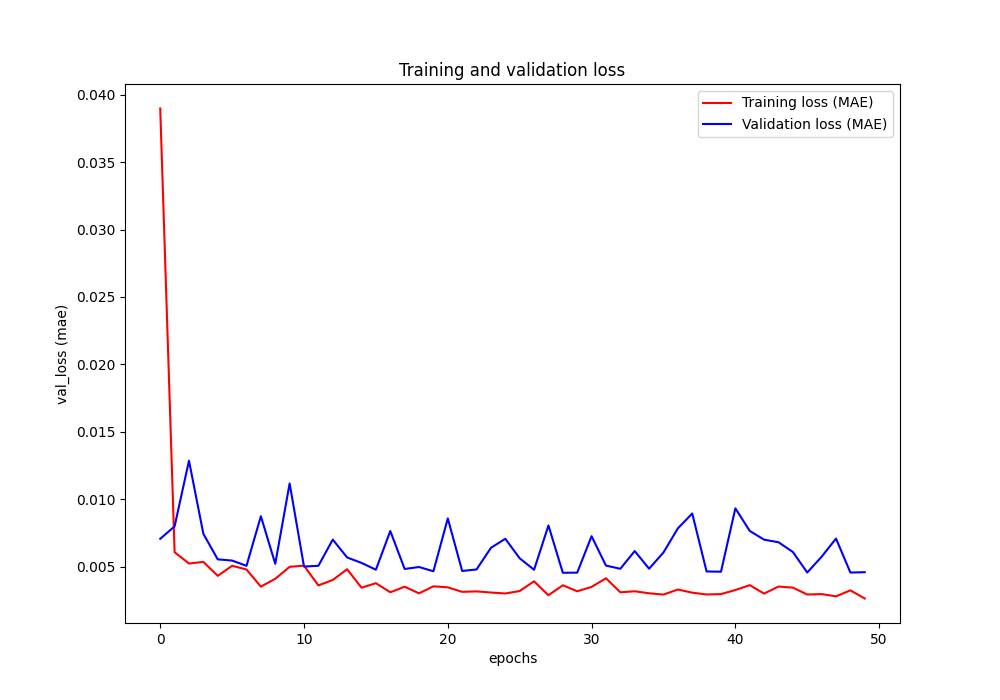 Training and validation loss
Training loss (MAE)
Validation loss (MAE)
val_loss (mae)
0.040
0.035
0.030
0.025
0.020
0.015
0.010
0.005
0 10 20 30 40 50
epochs